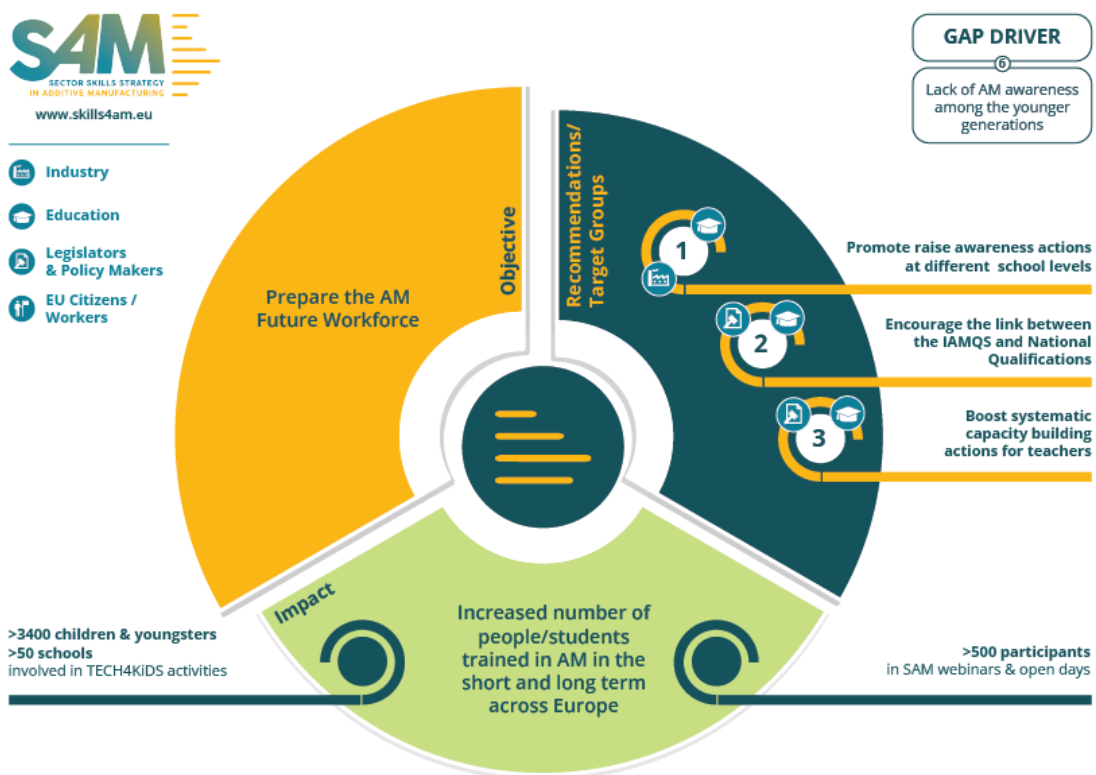 SAM
SECTOR SKILLS STRATEGY
IN ADDITIVE MANUFACTURING
www.skills4am.eu
Industry
Education
Legislators
& Policy Makers
EU Citizens /
Workers
GAP DRIVER
6
Lack of AM awareness
among the younger
generations
Objective
Prepare the AM
Future Workforce
Recommendations/
Target Groups
1
Promote raise awareness actions
at different school levels
2
Encourage the link between
the IAMQS and National
Qualifications
3
Boost systematic
capacity building
actions for teachers
Impact
Increased number of
people/students
trained in AM in the
short and long term
across Europe
>3400 children & youngsters
>50 schools
involved in TECH4KiDS activities
>500 participants
in SAM webinars & open days